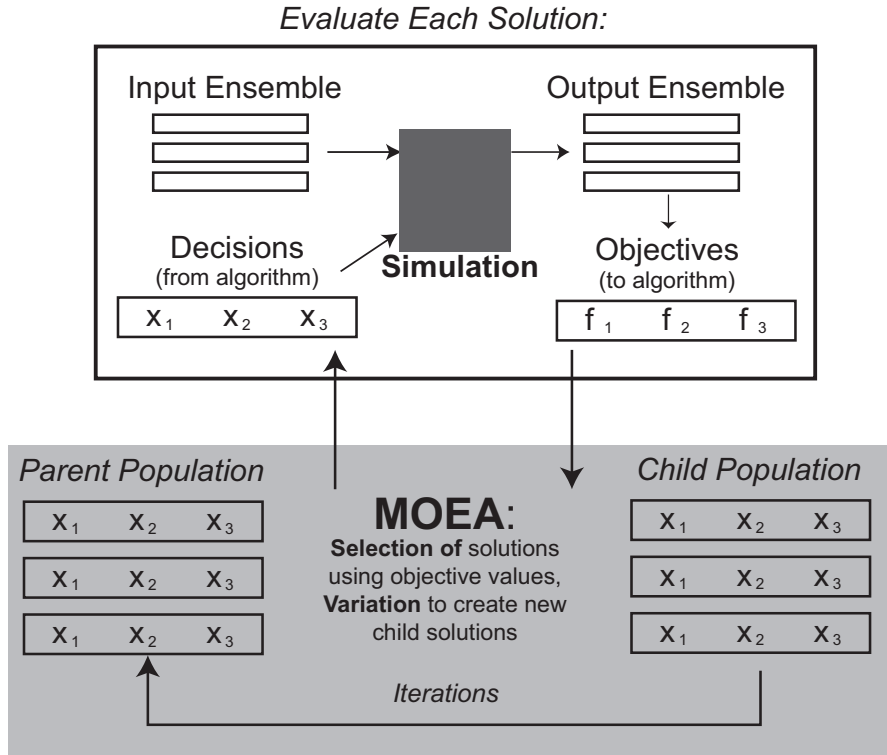 Evaluate Each Solution:
Input Ensemble
Output Ensemble
Decisions
(from algorithm)
Simulation
Objectives
(to algorithm)
x₁ x₂ x₃
f₁ f₂ f₃
Parent Population
x₁ x₂ x₃
x₁ x₂ x₃
x₁ x₂ x₃
MOEA:
Selection of solutions
using objective values,
Variation to create new
child solutions
Child Population
x₁ x₂ x₃
x₁ x₂ x₃
x₁ x₂ x₃
Iterations